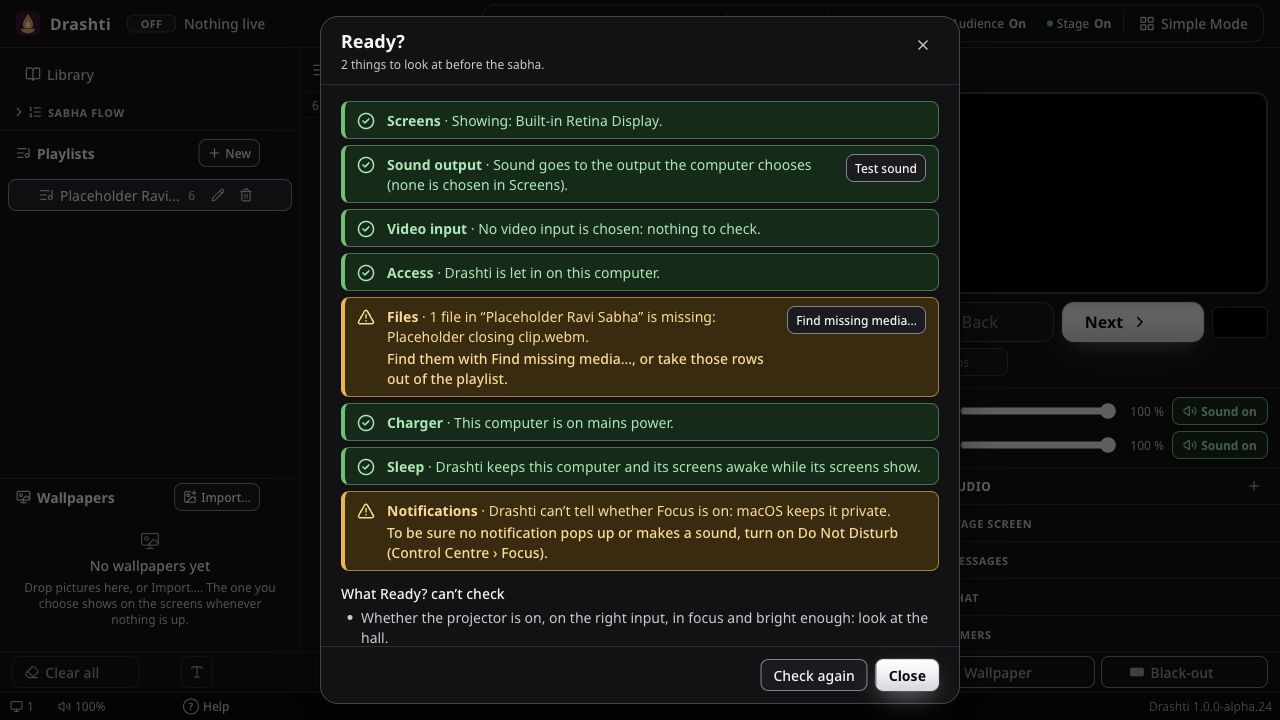 Drashti
OFF
Nothing live
Audience On
Stage On
Simple Mode
Library
SABHA FLOW
Playlists
New
Placeholder Ravi...
6
6
Ready?
2 things to look at before the sabha.
Screens · Showing: Built-in Retina Display.
Sound output · Sound goes to the output the computer chooses
(none is chosen in Screens).
Test sound
Video input · No video input is chosen: nothing to check.
Access · Drashti is let in on this computer.
Files · 1 file in “Placeholder Ravi Sabha” is missing:
Placeholder closing clip.webm.
Find them with Find missing media..., or take those rows
out of the playlist.
Find missing media...
Charger · This computer is on mains power.
Sleep · Drashti keeps this computer and its screens awake while its screens show.
Notifications · Drashti can’t tell whether Focus is on: macOS keeps it private.
To be sure no notification pops up or makes a sound, turn on Do Not Disturb
(Control Centre › Focus).
What Ready? can’t check
• Whether the projector is on, on the right input, in focus and bright enough: look at the
hall.
Check again
Close
Back
Next
100 %
Sound on
100 %
Sound on
Wallpapers
Import...
No wallpapers yet
Drop pictures here, or Import.... The one you
choose shows on the screens whenever
nothing is up.
Clear all
Wallpaper
Black-out
1
100%
Help
Drashti 1.0.0-alpha.24